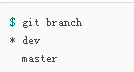 $ git branch
* dev
  master